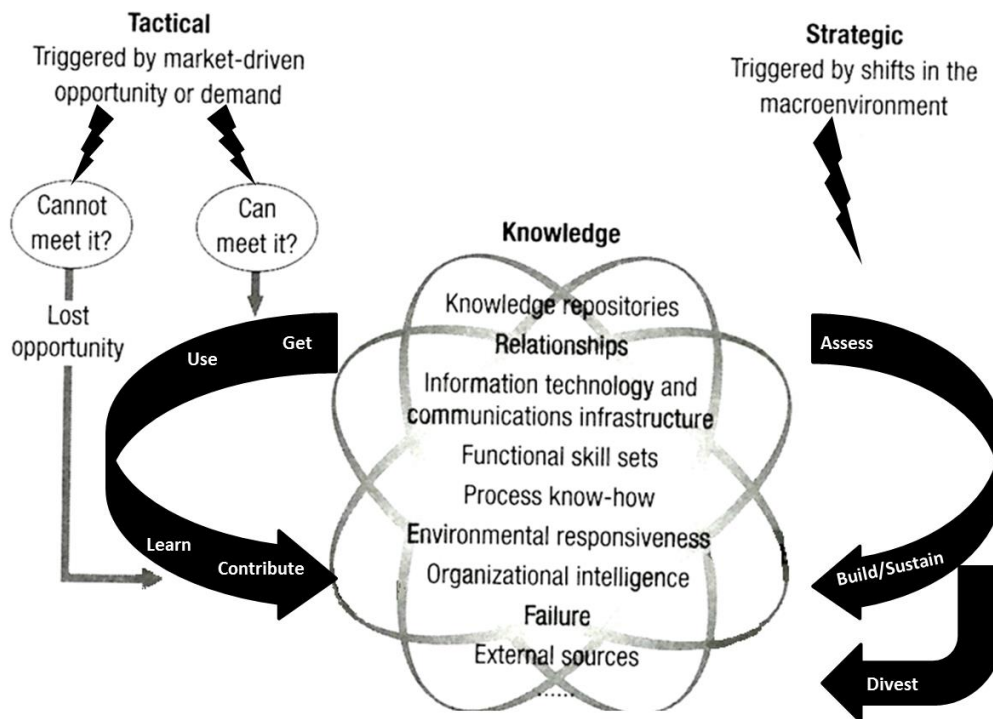 Tactical
Triggered by market-driven
opportunity or demand
Strategic
Triggered by shifts in the
macroenvironment
Cannot
meet it?
Can
meet it?
Lost
opportunity
Get
Use
Learn
Contribute
Knowledge
Knowledge repositories
Relationships
Information technology and
communications infrastructure
Functional skill sets
Process know-how
Environmental responsiveness
Organizational intelligence
Failure
External sources
......
Assess
Build/Sustain
Divest